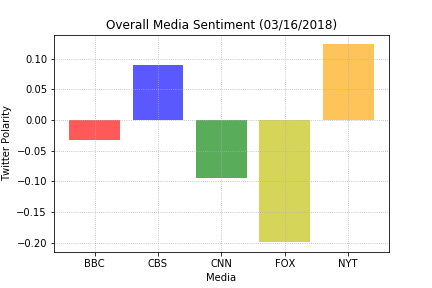 Overall Media Sentiment (03/16/2018)
Twitter Polarity
0.10
0.05
0.00
−0.05
−0.10
−0.15
−0.20
BBC CBS CNN FOX NYT
Media